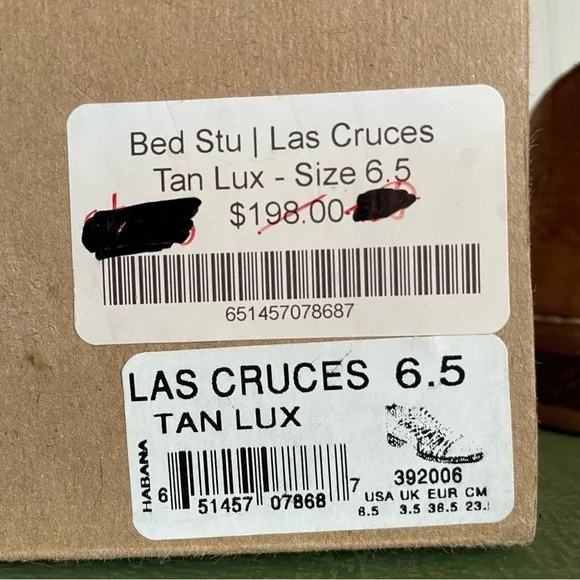 Bed Stu | Las Cruces
Tan Lux - Size 6.5
$198.00
651457078687
LAS CRUCES 6.5
TAN LUX
HABANA
6 51457 07868 7
392006
USA UK EUR CM
6.5 3.5 36.5 23.